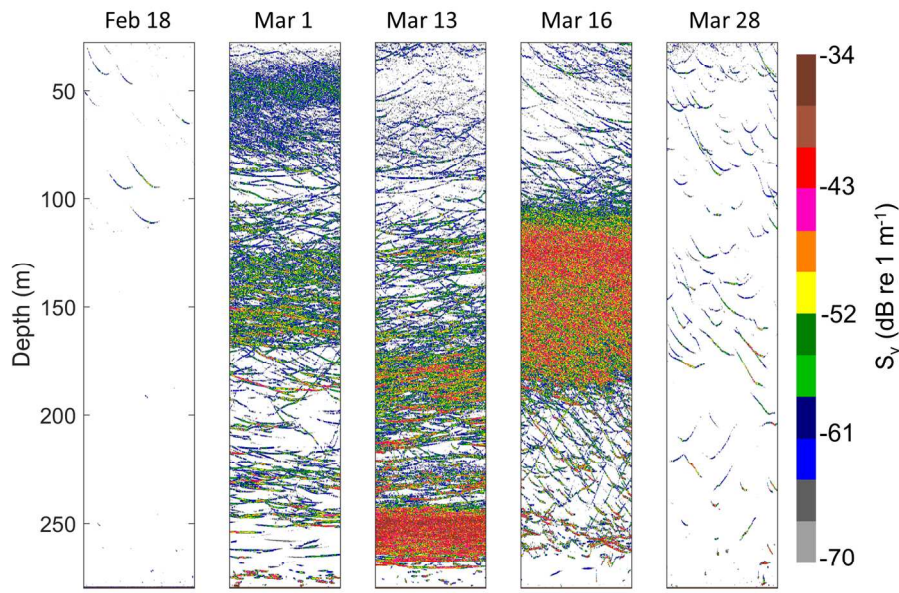 Feb 18
Mar 1
Mar 13
Mar 16
Mar 28
50
100
150
200
250
Depth (m)
-34
-43
-52
-61
-70
Sᵥ (dB re 1 m⁻¹)